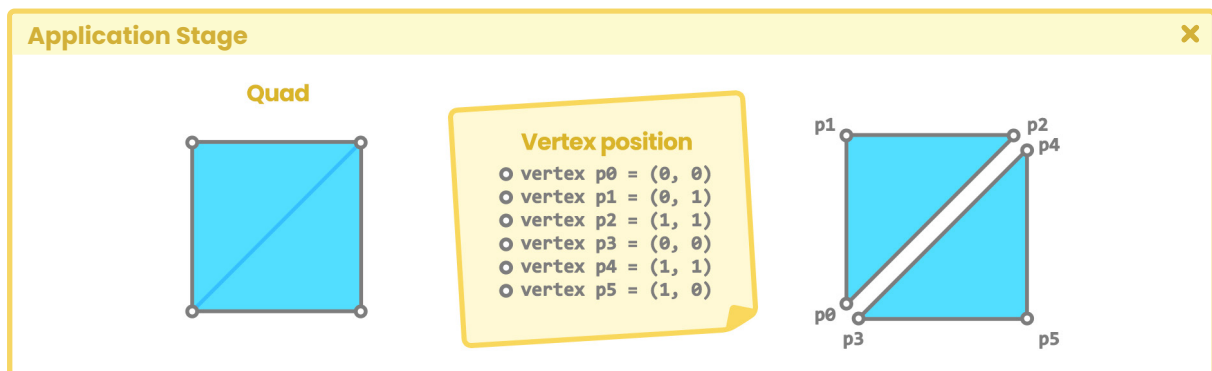 Application Stage
Quad
Vertex position
vertex p0 = (0, 0)
vertex p1 = (0, 1)
vertex p2 = (1, 1)
vertex p3 = (0, 0)
vertex p4 = (1, 1)
vertex p5 = (1, 0)
p1
p2
p4
p0
p3
p5